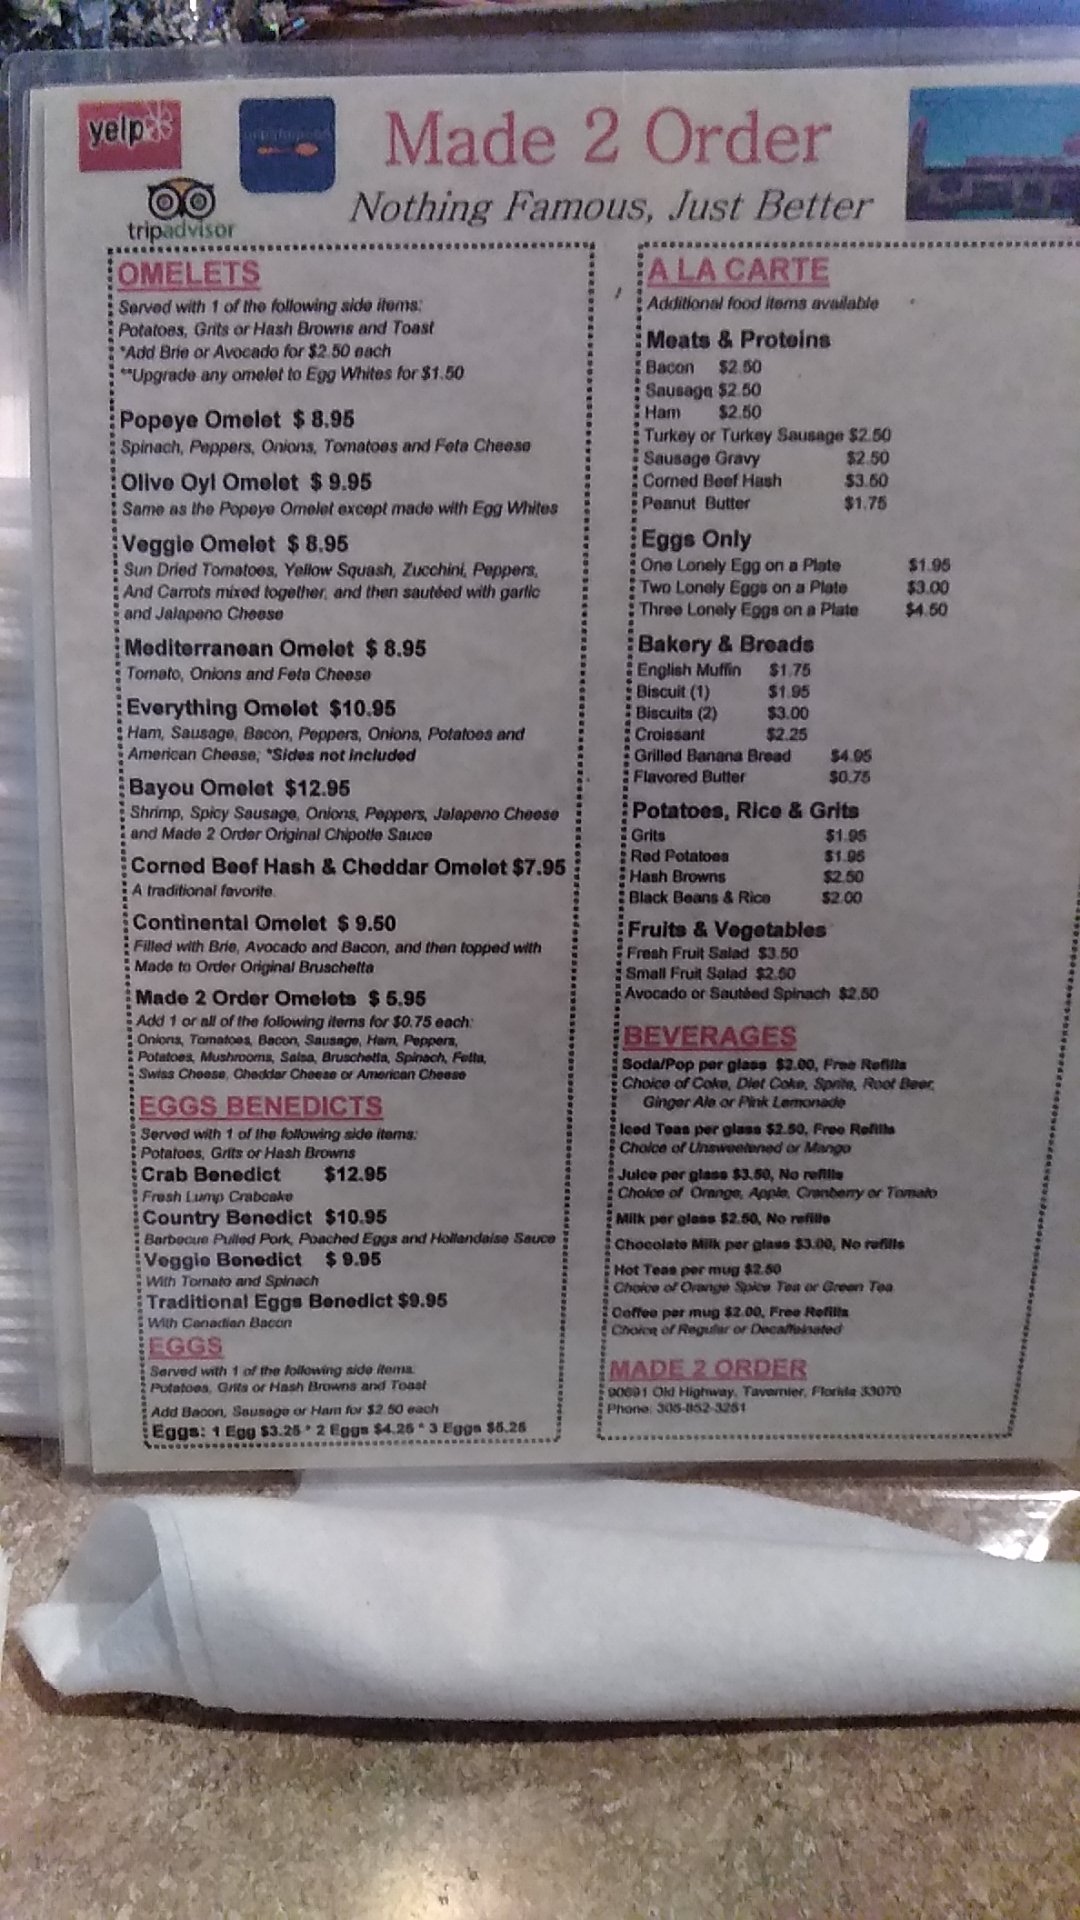 yelp
tripadvisor
Made 2 Order
Nothing Famous, Just Better
OMELETS
Served with 1 of the following side items:
Potatoes, Grits or Hash Browns and Toast
*Add Brie or Avocado for $2.50 each
**Upgrade any omelet to Egg Whites for $1.50
Popeye Omelet $ 8.95
Spinach, Peppers, Onions, Tomatoes and Feta Cheese
Olive Oyl Omelet $ 9.95
Same as the Popeye Omelet except made with Egg Whites
Veggie Omelet $ 8.95
Sun Dried Tomatoes, Yellow Squash, Zucchini, Peppers,
And Carrots mixed together, and then sautéed with garlic
and Jalapeno Cheese
Mediterranean Omelet $ 8.95
Tomato, Onions and Feta Cheese
Everything Omelet $10.95
Ham, Sausage, Bacon, Peppers, Onions, Potatoes and
American Cheese; *Sides not Included
Bayou Omelet $12.95
Shrimp, Spicy Sausage, Onions, Peppers, Jalapeno Cheese
and Made 2 Order Original Chipotle Sauce
Corned Beef Hash & Cheddar Omelet $7.95
A traditional favorite.
Continental Omelet $ 9.50
Filled with Brie, Avocado and Bacon, and then topped with
Made to Order Original Bruschetta
Made 2 Order Omelets $ 5.95
Add 1 or all of the following items for $0.75 each:
Onions, Tomatoes, Bacon, Sausage, Ham, Peppers,
Potatoes, Mushrooms, Salsa, Bruschetta, Spinach, Fetta,
Swiss Cheese, Cheddar Cheese or American Cheese
EGGS BENEDICTS
Served with 1 of the following side items:
Potatoes, Grits or Hash Browns
Crab Benedict $12.95
Fresh Lump Crabcake
Country Benedict $10.95
Barbecue Pulled Pork, Poached Eggs and Hollandaise Sauce
Veggie Benedict $ 9.95
With Tomato and Spinach
Traditional Eggs Benedict $9.95
With Canadian Bacon
EGGS
Served with 1 of the following side items:
Potatoes, Grits or Hash Browns and Toast
Add Bacon, Sausage or Ham for $2.50 each
Eggs: 1 Egg $3.25 * 2 Eggs $4.25 * 3 Eggs $5.25
A LA CARTE
Additional food items available
Meats & Proteins
Bacon $2.50
Sausage $2.50
Ham $2.50
Turkey or Turkey Sausage $2.50
Sausage Gravy $2.50
Corned Beef Hash $3.50
Peanut Butter $1.75
Eggs Only
One Lonely Egg on a Plate $1.95
Two Lonely Eggs on a Plate $3.00
Three Lonely Eggs on a Plate $4.50
Bakery & Breads
English Muffin $1.75
Biscuit (1) $1.95
Biscuits (2) $3.00
Croissant $2.25
Grilled Banana Bread $4.95
Flavored Butter $0.75
Potatoes, Rice & Grits
Grits $1.95
Red Potatoes $1.95
Hash Browns $2.50
Black Beans & Rice $2.00
Fruits & Vegetables
Fresh Fruit Salad $3.50
Small Fruit Salad $2.50
Avocado or Sautéed Spinach $2.50
BEVERAGES
Soda/Pop per glass $2.00, Free Refills
Choice of Coke, Diet Coke, Sprite, Root Beer,
Ginger Ale or Pink Lemonade
Iced Teas per glass $2.50, Free Refills
Choice of Unsweetened or Mango
Juice per glass $3.50, No refills
Choice of Orange, Apple, Cranberry or Tomato
Milk per glass $2.50, No refills
Chocolate Milk per glass $3.00, No refills
Hot Teas per mug $2.50
Choice of Orange Spice Tea or Green Tea
Coffee per mug $2.00, Free Refills
Choice of Regular or Decaffeinated
MADE 2 ORDER
90691 Old Highway, Tavernier, Florida 33070
Phone: 305-852-3251